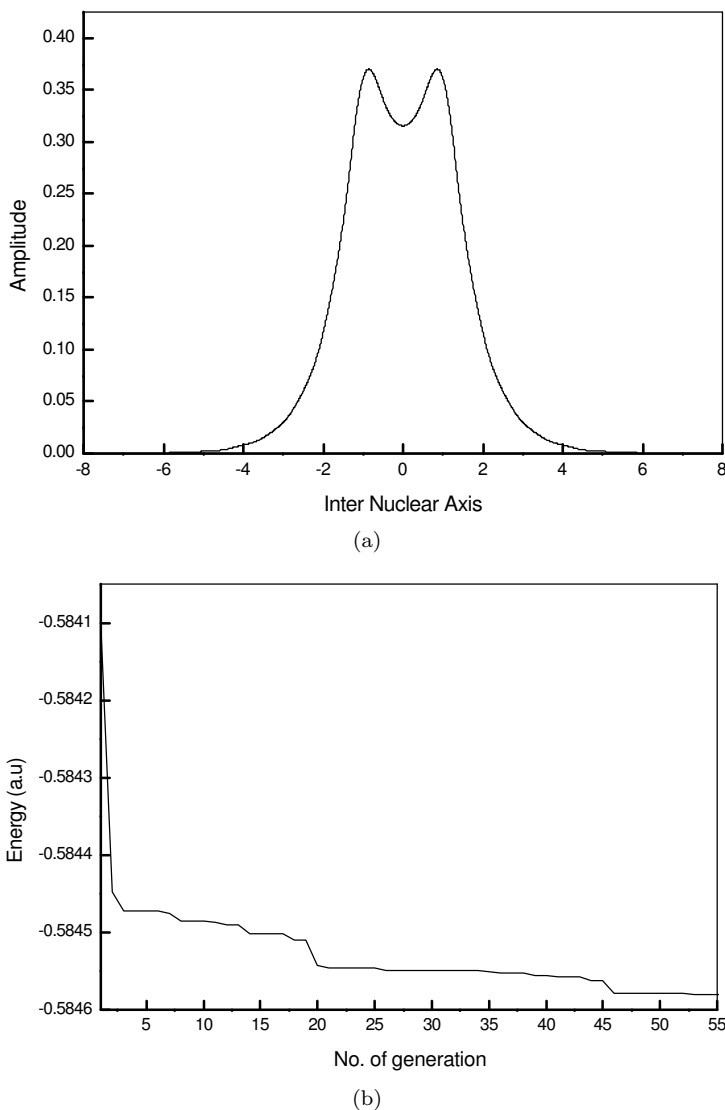 0.40
0.35
0.30
0.25
0.20
0.15
0.10
0.05
0.00
Amplitude
-8 -6 -4 -2 0 2 4 6 8
Inter Nuclear Axis
(a)
-0.5841
-0.5842
-0.5843
-0.5844
-0.5845
-0.5846
Energy (a.u)
5 10 15 20 25 30 35 40 45 50 55
No. of generation
(b)